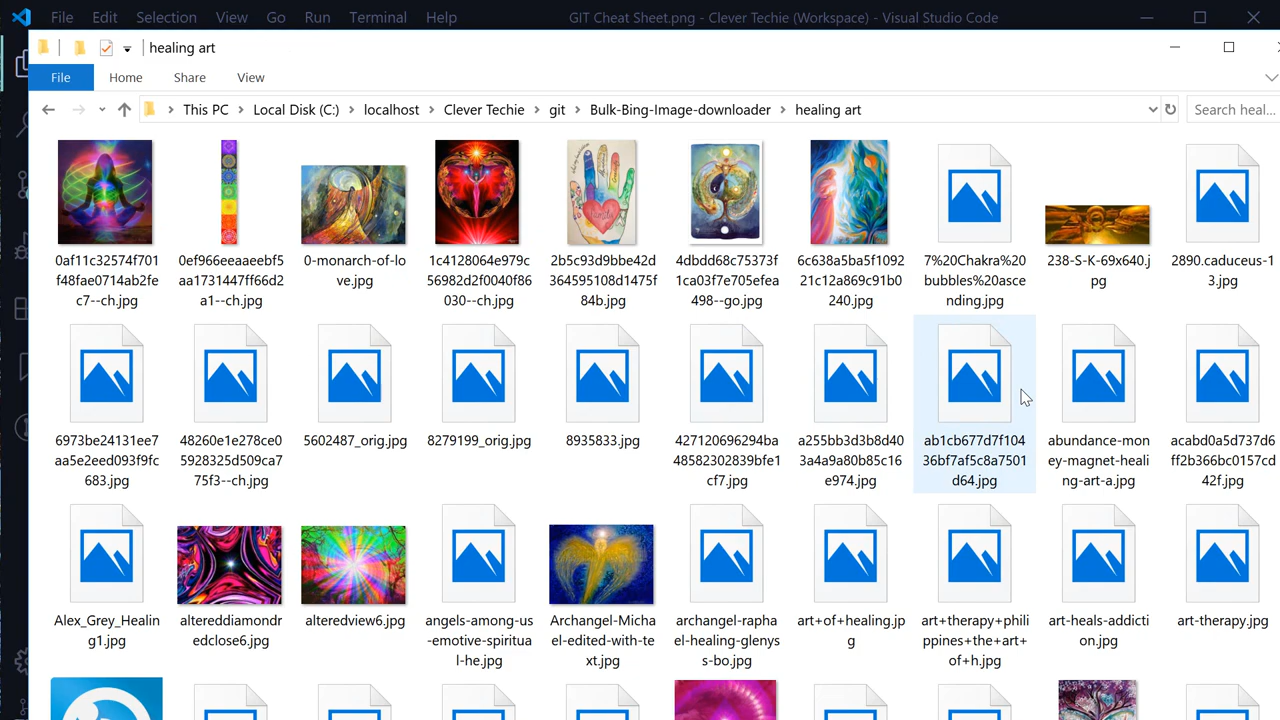 File Edit Selection View Go Run Terminal Help GIT Cheat Sheet.png - Clever Techie (Workspace) - Visual Studio Code
healing art
File Home Share View
This PC Local Disk (C:) localhost Clever Techie git Bulk-Bing-Image-downloader healing art Search heal...
0af11c32574f701
f48fae0714ab2fe
c7--ch.jpg
0ef966eeaaeebf5
aa1731447ff66d2
a1--ch.jpg
0-monarch-of-lo
ve.jpg
1c4128064e979c
56982d2f0040f86
030--ch.jpg
2b5c93d9bbe42d
364595108d1475f
84b.jpg
4dbdd68c75373f
1ca03f7e705efea
498--go.jpg
6c638a5ba5f1092
21c12a869c91b0
240.jpg
7%20Chakra%20
bubbles%20asce
nding.jpg
238-S-K-69x640.j
pg
2890.caduceus-1
3.jpg
6973be24131ee7
aa5e2eed093f9fc
683.jpg
48260e1e278ce0
5928325d509ca7
75f3--ch.jpg
5602487_orig.jpg
8279199_orig.jpg
8935833.jpg
427120696294ba
48582302839bfe1
cf7.jpg
a255bb3d3b8d40
3a4a9a80b85c16
e974.jpg
ab1cb677d7f104
36bf7af5c8a7501
d64.jpg
abundance-mon
ey-magnet-heali
ng-art-a.jpg
acabd0a5d737d6
ff2b366bc0157cd
42f.jpg
Alex_Grey_Healin
g1.jpg
altereddiamondr
edclose6.jpg
alteredview6.jpg
angels-among-us
-emotive-spiritua
l-he.jpg
Archangel-Micha
el-edited-with-te
xt.jpg
archangel-rapha
el-healing-glenys
s-bo.jpg
art+of+healing.jp
g
art+therapy+phili
ppines+the+art+
of+h.jpg
art-heals-addicti
on.jpg
art-therapy.jpg